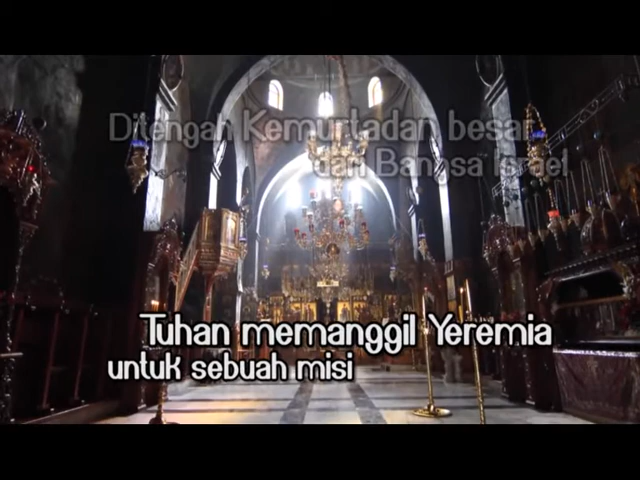 Ditengah Kemurtadan besar
dari Bangsa Israel
Tuhan memanggil Yeremia
untuk sebuah misi